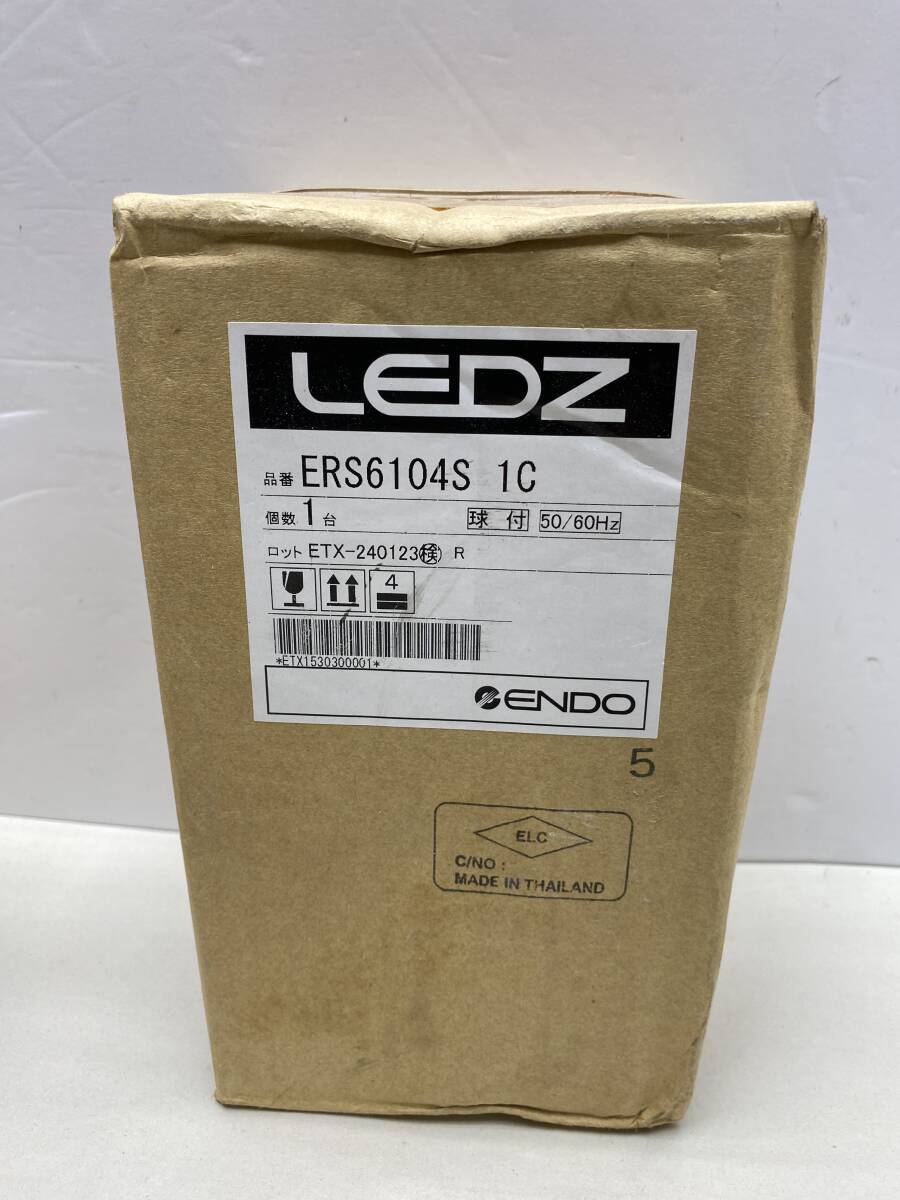 LEDZ
品番 ERS6104S 1C
個数 1 台 球付 50/60Hz
ロット ETX-240123 検 R
4
*ETX1530300001*
ENDO
5
ELC
C/NO :
MADE IN THAILAND